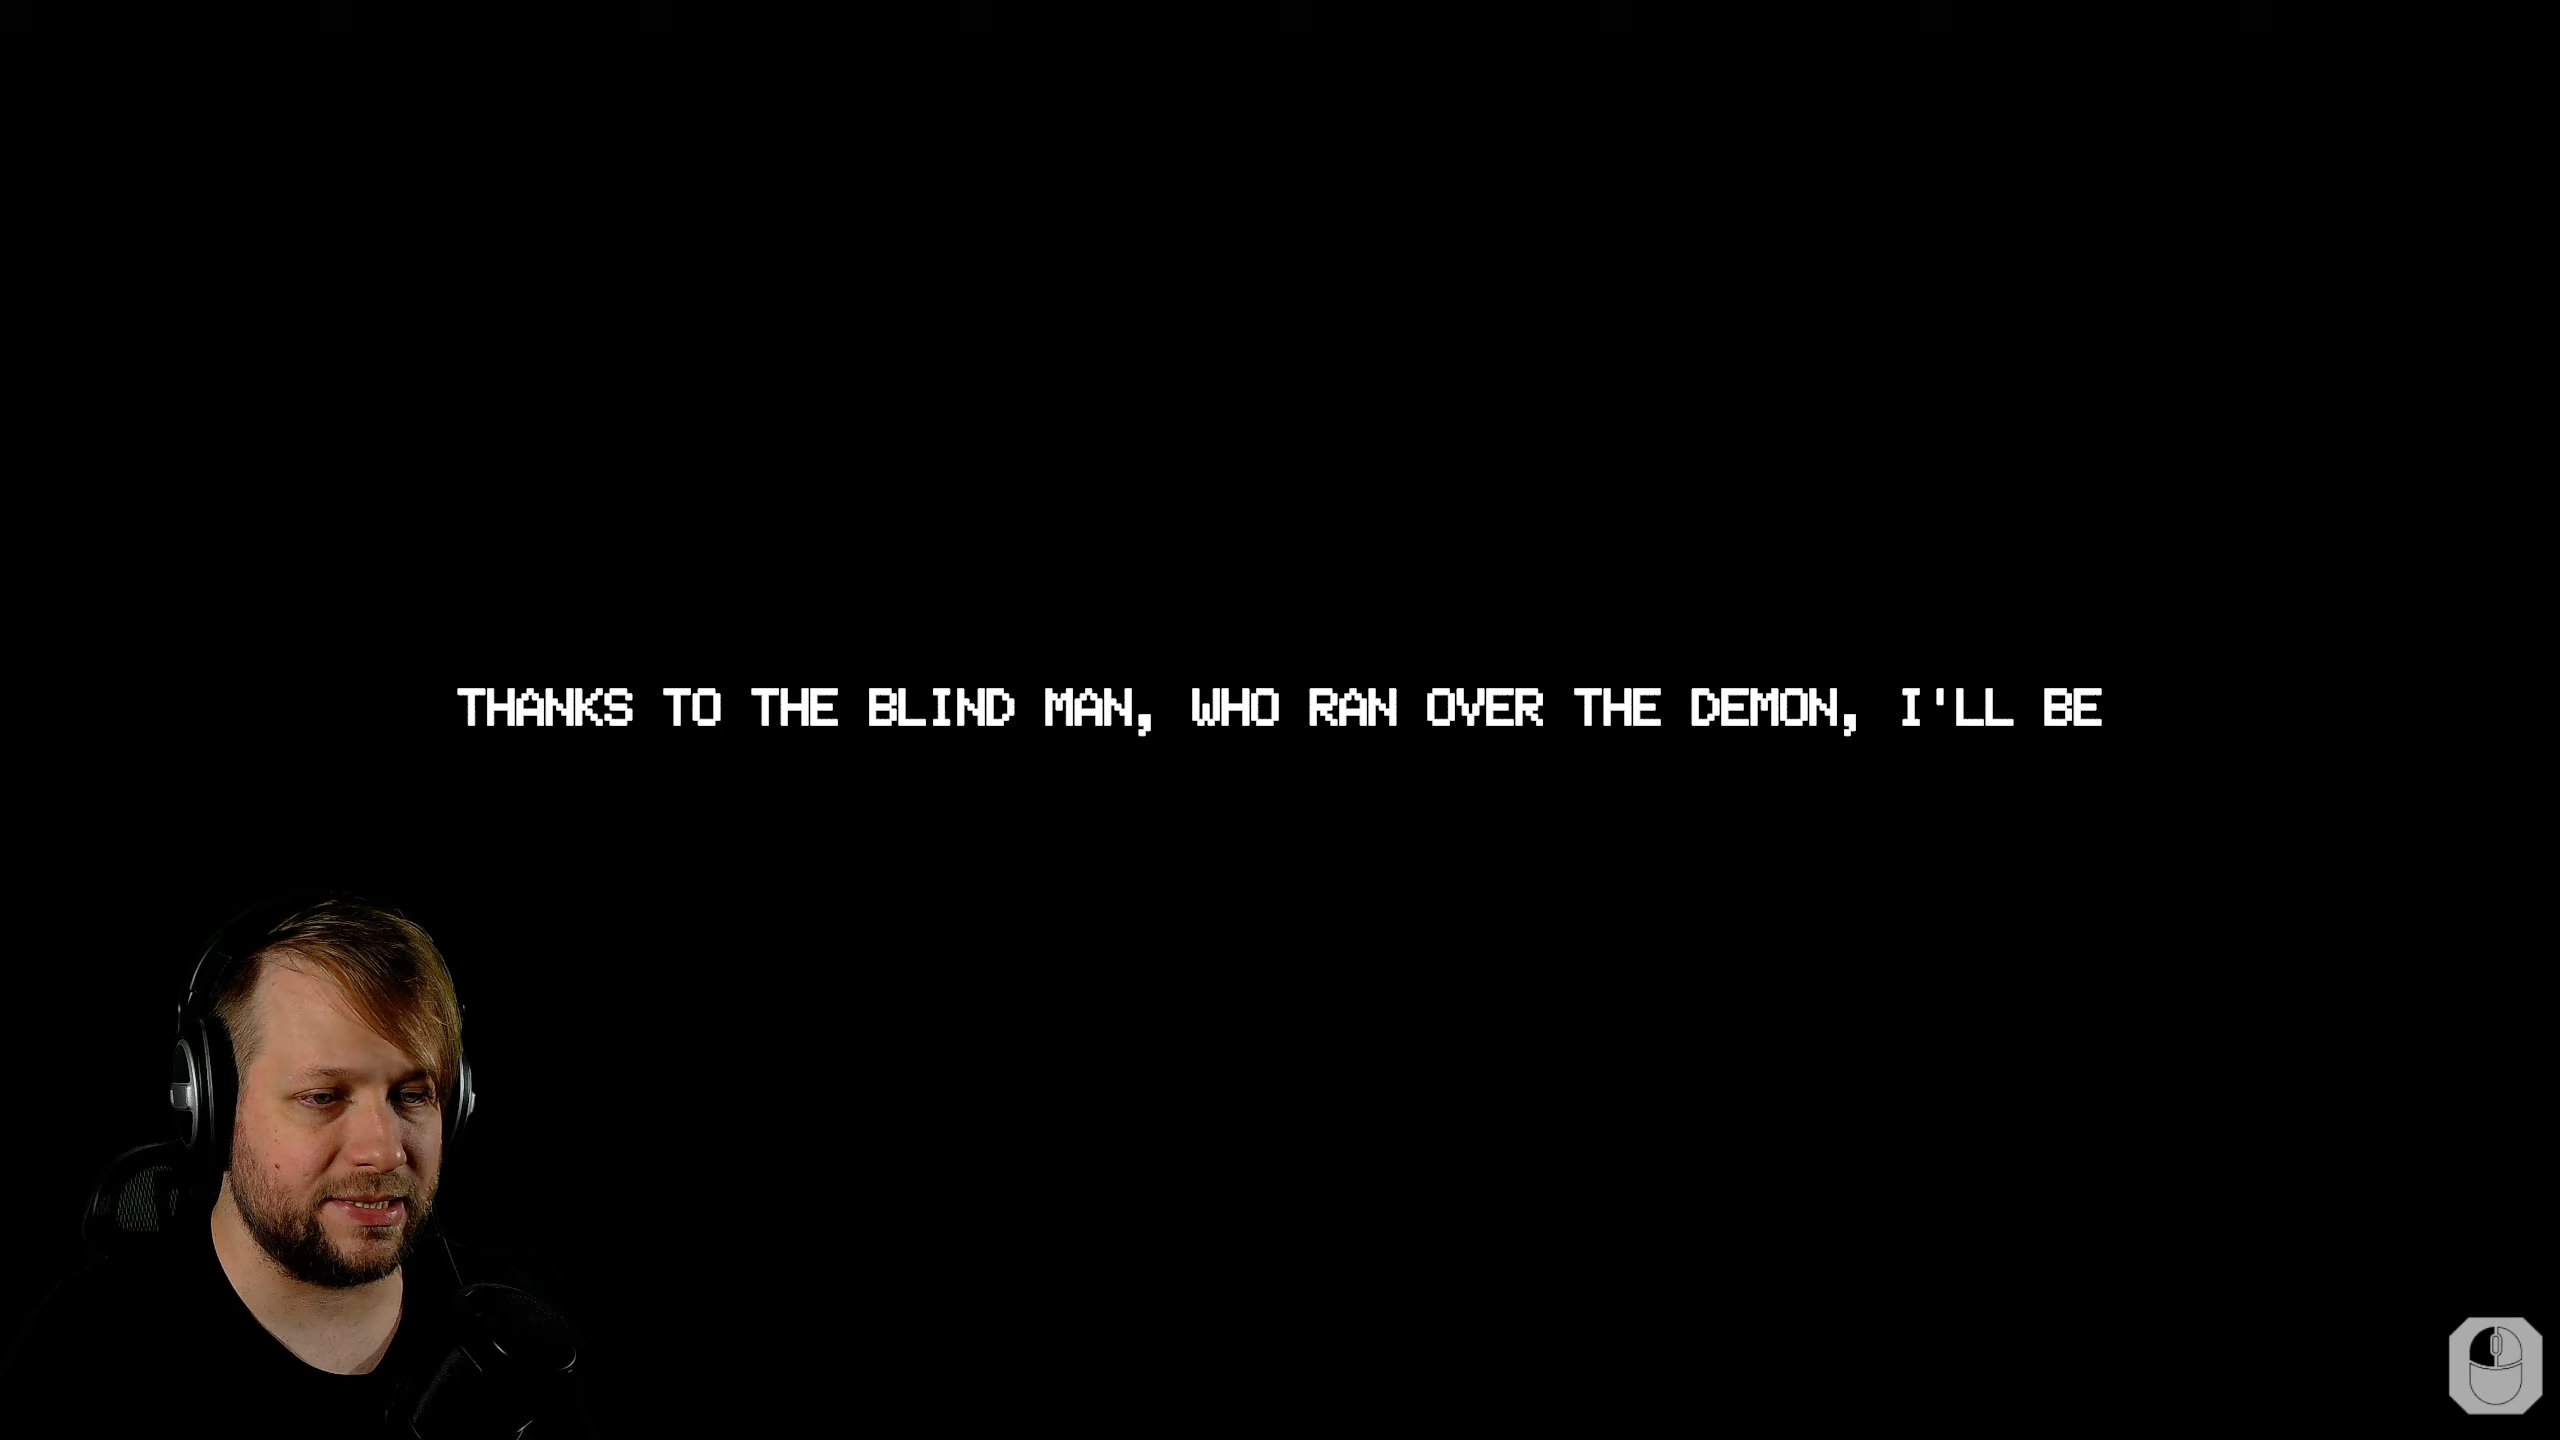 THANKS TO THE BLIND MAN, WHO RAN OVER THE DEMON, I'LL BE